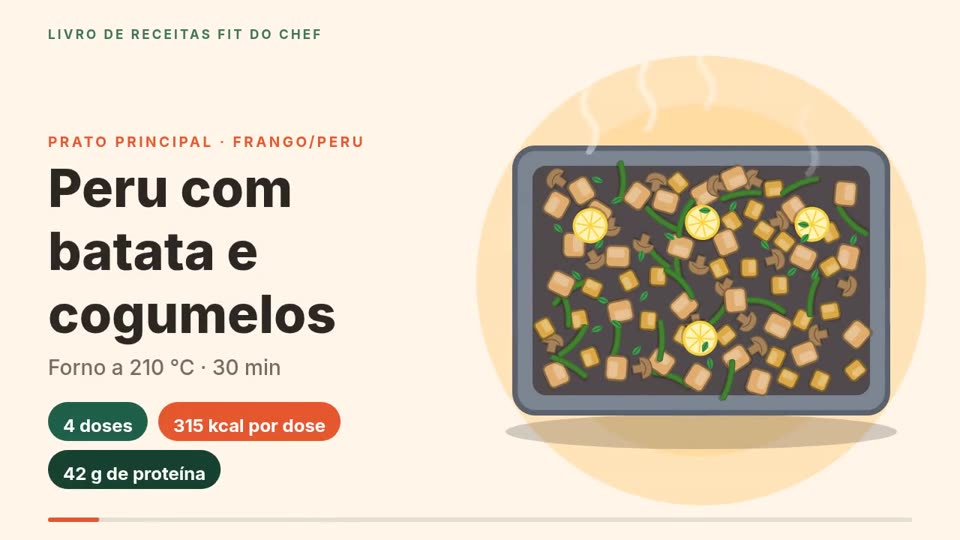 LIVRO DE RECEITAS FIT DO CHEF
PRATO PRINCIPAL · FRANGO/PERU
Peru com
batata e
cogumelos
Forno a 210 °C · 30 min
4 doses
315 kcal por dose
42 g de proteína